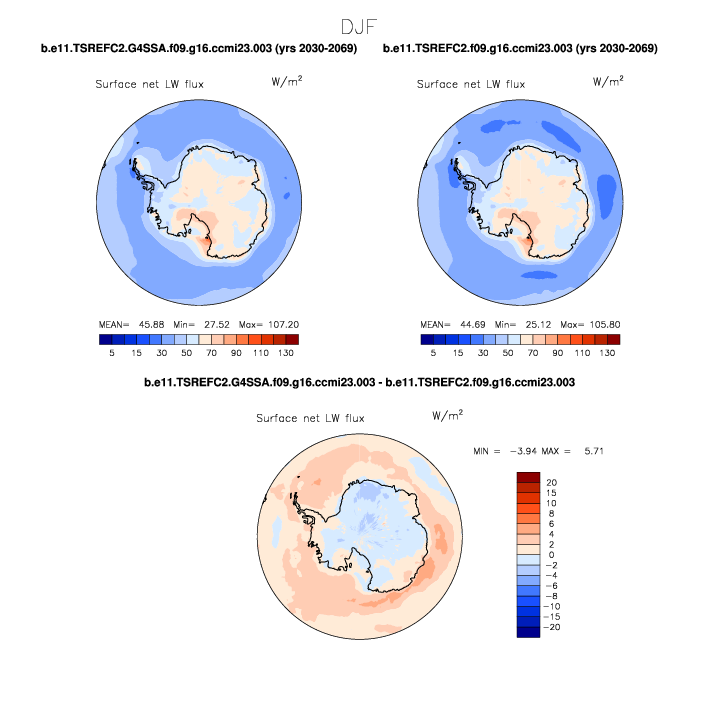 DJF
b.e11.TSREFC2.G4SSA.f09.g16.ccmi23.003 (yrs 2030-2069)
b.e11.TSREFC2.f09.g16.ccmi23.003 (yrs 2030-2069)
Surface net LW flux W/m²
Surface net LW flux W/m²
MEAN= 45.88 Min= 27.52 Max= 107.20
MEAN= 44.69 Min= 25.12 Max= 105.80
5 15 30 50 70 90 110 130
5 15 30 50 70 90 110 130
b.e11.TSREFC2.G4SSA.f09.g16.ccmi23.003 - b.e11.TSREFC2.f09.g16.ccmi23.003
Surface net LW flux W/m²
MIN = -3.94 MAX = 5.71
20
15
10
8
6
4
2
0
-2
-4
-6
-8
-10
-15
-20